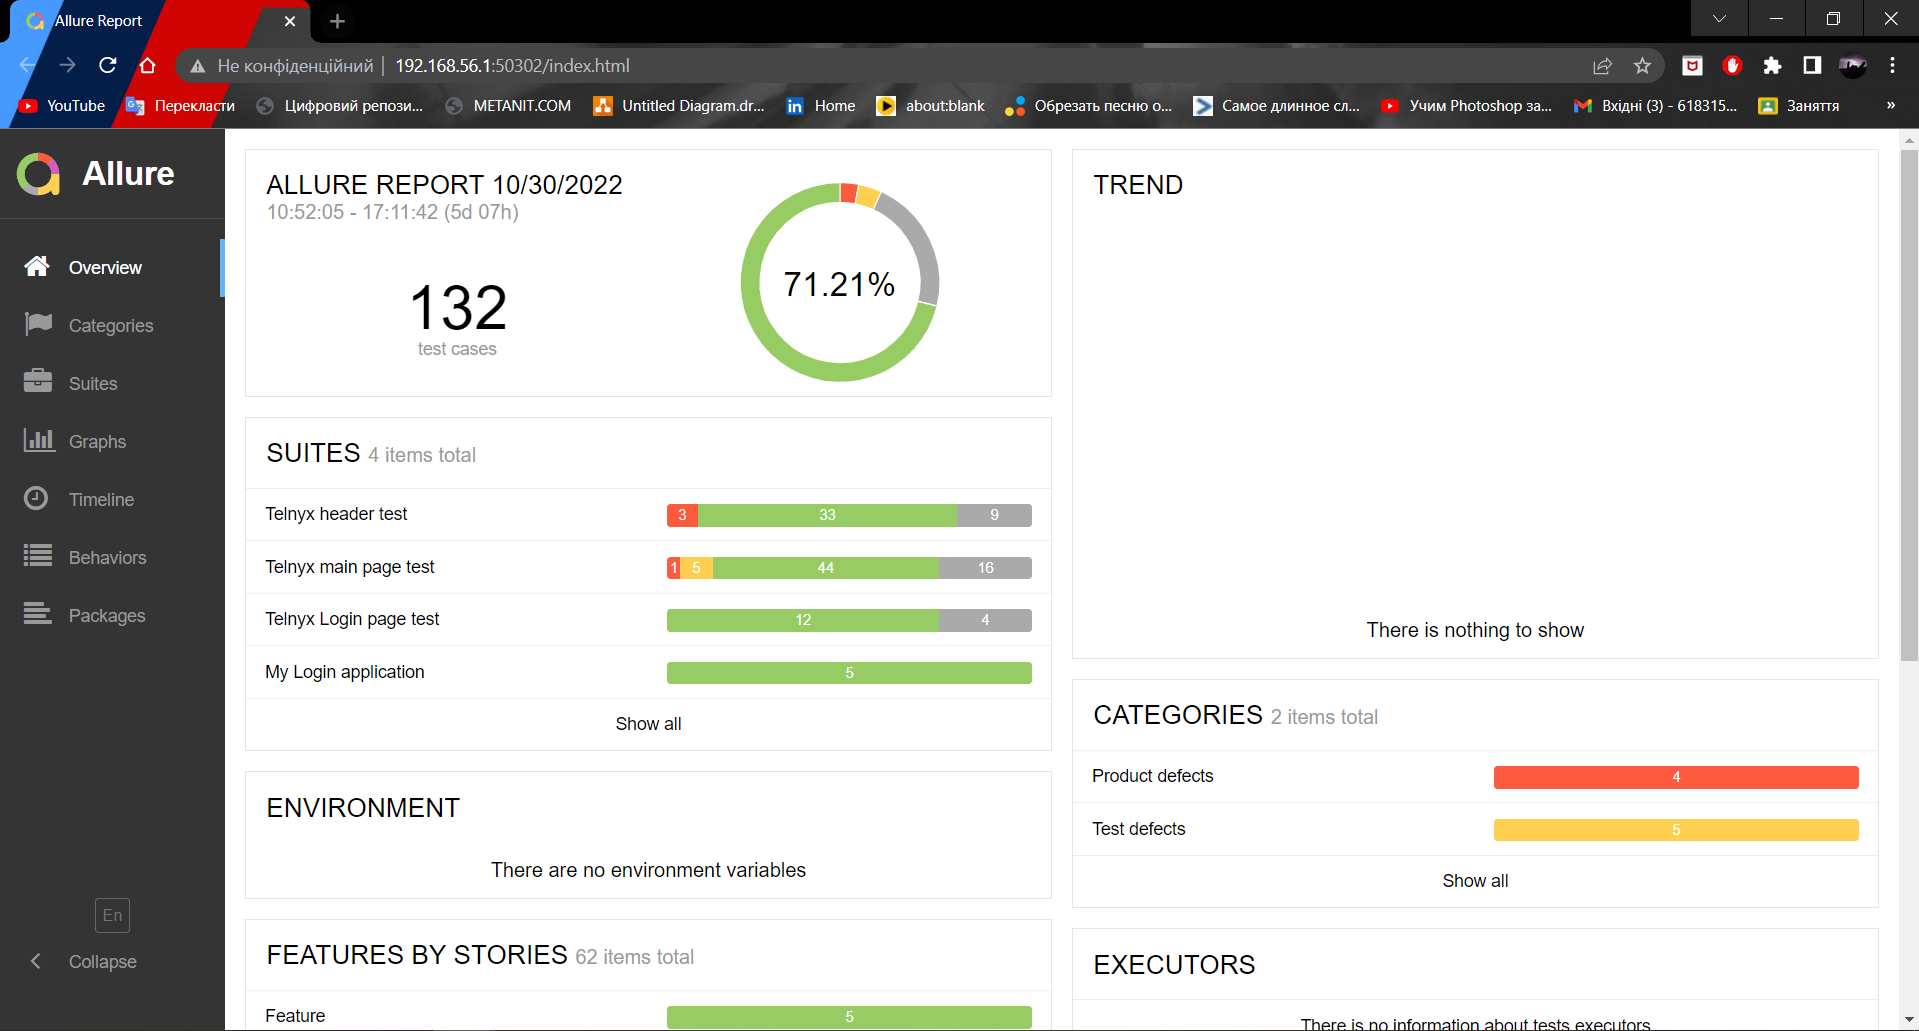 Allure Report
Не конфіденційний | 192.168.56.1:50302/index.html
YouTube Перекласти Цифровий репози... METANIT.COM Untitled Diagram.dr... Home about:blank Обрезать песню о... Самое длинное сл... Учим Photoshop за... Вхідні (3) - 618315... Заняття »
Allure
Overview
Categories
Suites
Graphs
Timeline
Behaviors
Packages
En
Collapse
ALLURE REPORT 10/30/2022
10:52:05 - 17:11:42 (5d 07h)
132
test cases
71.21%
SUITES 4 items total
Telnyx header test 3 33 9
Telnyx main page test 1 5 44 16
Telnyx Login page test 12 4
My Login application 5
Show all
ENVIRONMENT
There are no environment variables
FEATURES BY STORIES 62 items total
Feature 5
TREND
There is nothing to show
CATEGORIES 2 items total
Product defects 4
Test defects 5
Show all
EXECUTORS
There is no information about tests executors